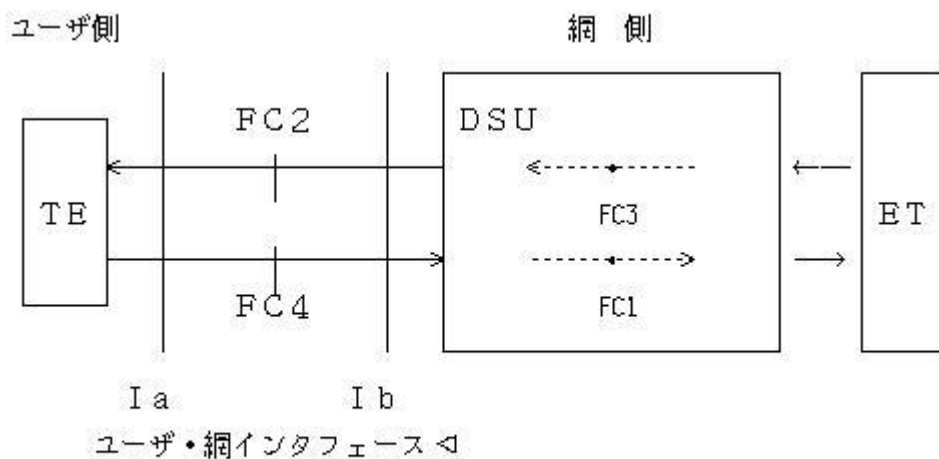 ユーザ側
網 側
FC2
DSU
TE
FC3
ET
FC4
FC1
Ia
Ib
ユーザ・網インタフェース ◁